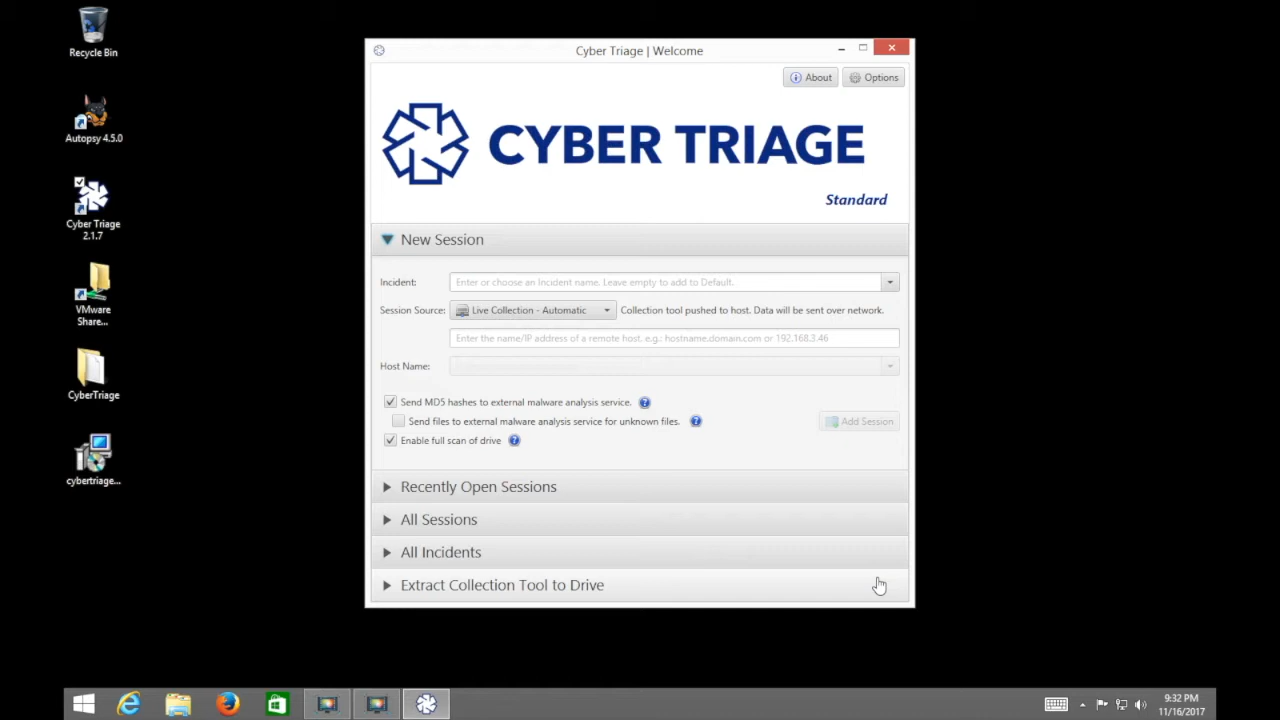 Recycle Bin
Autopsy 4.5.0
Cyber Triage
2.1.7
VMware
Share...
CyberTriage
cybertriage...
Cyber Triage | Welcome
About
Options
CYBER TRIAGE
Standard
New Session
Incident:
Enter or choose an Incident name. Leave empty to add to Default.
Session Source:
Live Collection - Automatic
Collection tool pushed to host. Data will be sent over network.
Enter the name/IP address of a remote host. e.g.: hostname.domain.com or 192.168.3.46
Host Name:
Send MD5 hashes to external malware analysis service.
Send files to external malware analysis service for unknown files.
Add Session
Enable full scan of drive
Recently Open Sessions
All Sessions
All Incidents
Extract Collection Tool to Drive
9:32 PM
11/16/2017